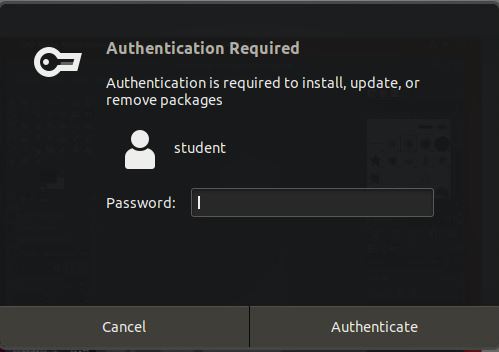 Authentication Required
Authentication is required to install, update, or
remove packages
student
Password:
Cancel
Authenticate